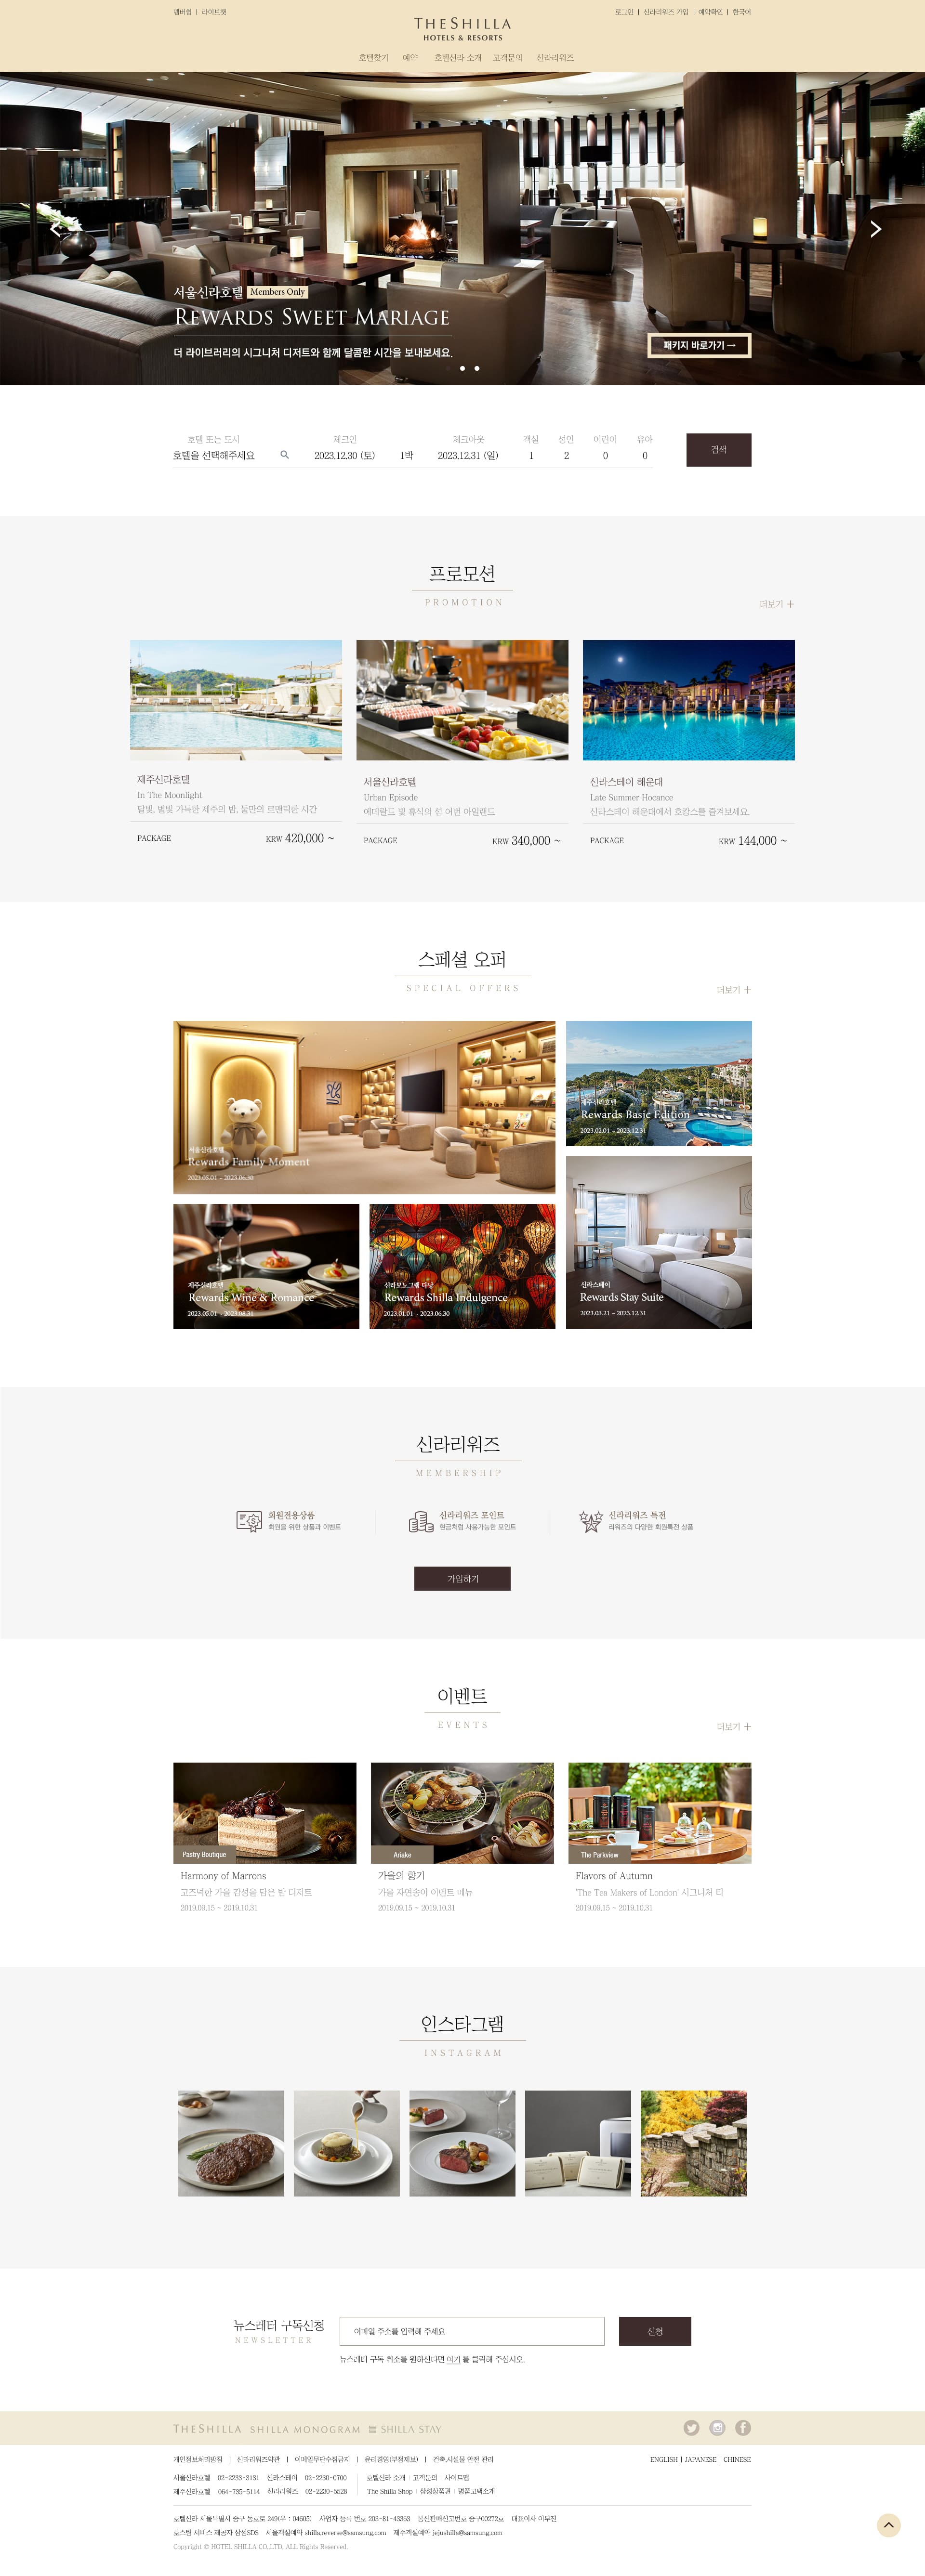 멤버쉽 | 라이브챗
로그인 | 신라리워즈 가입 | 예약확인 | 한국어
THE SHILLA
HOTELS & RESORTS
호텔찾기 예약 호텔신라 소개 고객문의 신라리워즈
서울신라호텔 Members Only
REWARDS SWEET MARIAGE
더 라이브러리의 시그니처 디저트와 함께 달콤한 시간을 보내보세요.
패키지 바로가기 →
호텔 또는 도시 체크인 체크아웃 객실 성인 어린이 유아
호텔을 선택해주세요 2023.12.30 (토) 1박 2023.12.31 (일) 1 2 0 0
검색
프로모션
PROMOTION
더보기 +
제주신라호텔
In The Moonlight
달빛, 별빛 가득한 제주의 밤, 둘만의 로맨틱한 시간
PACKAGE KRW 420,000 ~
서울신라호텔
Urban Episode
에메랄드 빛 휴식의 섬 어번 아일랜드
PACKAGE KRW 340,000 ~
신라스테이 해운대
Late Summer Hocance
신라스테이 해운대에서 호캉스를 즐겨보세요.
PACKAGE KRW 144,000 ~
스페셜 오퍼
SPECIAL OFFERS
더보기 +
서울신라호텔
Rewards Family Moment
2023.05.01 ~ 2023.06.30
제주신라호텔
Rewards Basic Edition
2023.02.01 ~ 2023.12.31
제주신라호텔
Rewards Wine & Romance
2023.05.01 ~ 2023.08.31
신라모노그램 다낭
Rewards Shilla Indulgence
2023.01.01 ~ 2023.06.30
신라스테이
Rewards Stay Suite
2023.03.21 ~ 2023.12.31
신라리워즈
MEMBERSHIP
회원전용상품
회원을 위한 상품과 이벤트
신라리워즈 포인트
현금처럼 사용가능한 포인트
신라리워즈 특전
리워즈의 다양한 회원특전 상품
가입하기
이벤트
EVENTS
더보기 +
Pastry Boutique
Harmony of Marrons
고즈넉한 가을 감성을 담은 밤 디저트
2019.09.15 ~ 2019.10.31
Ariake
가을의 향기
가을 자연송이 이벤트 메뉴
2019.09.15 ~ 2019.10.31
The Parkview
Flavors of Autumn
'The Tea Makers of London' 시그니처 티
2019.09.15 ~ 2019.10.31
인스타그램
INSTAGRAM
뉴스레터 구독신청
NEWSLETTER
이메일 주소를 입력해 주세요
신청
뉴스레터 구독 취소를 원하신다면 여기 를 클릭해 주십시오.
THE SHILLA SHILLA MONOGRAM SHILLA STAY
개인정보처리방침 | 신라리워즈약관 | 이메일무단수집금지 | 윤리경영(부정제보) | 건축,시설물 안전 관리
ENGLISH | JAPANESE | CHINESE
서울신라호텔 02-2233-3131 신라스테이 02-2230-0700
호텔신라 소개 | 고객문의 | 사이트맵
제주신라호텔 064-735-5114 신라리워즈 02-2230-5528
The Shilla Shop | 삼성상품권 | 명품고택소개
호텔신라 서울특별시 중구 동호로 249(우 : 04605) 사업자 등록 번호 203-81-43363 통신판매신고번호 중구00272호 대표이사 이부진
호스팅 서비스 제공자 삼성SDS 서울객실예약 shilla.reverse@samsung.com 제주객실예약 jejushilla@samsung.com
Copyright © HOTEL SHILLA CO.,LTD. ALL Rights Reserved.